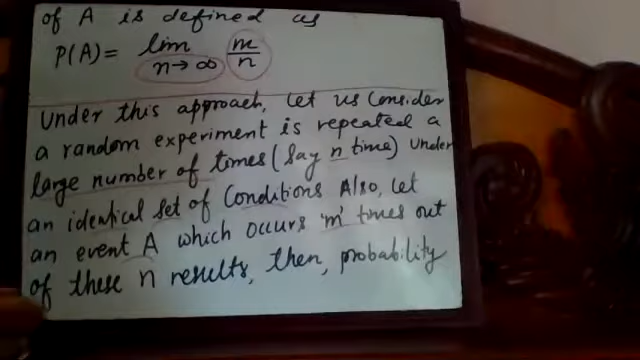 of A is defined as
P(A) = lim m/n
n→∞
Under this approach, let us Consider
a random experiment is repeated a
large number of times (Say n time) under
an identical set of Conditions Also, Let
an event A which occurs 'm' times out
of these n results, then, probability